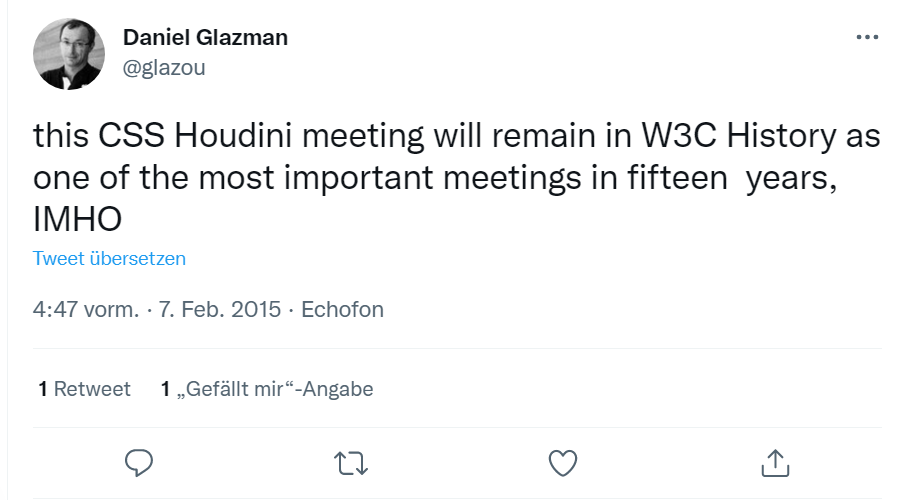 Daniel Glazman
@glazou
this CSS Houdini meeting will remain in W3C History as
one of the most important meetings in fifteen  years,
IMHO
Tweet übersetzen
4:47 vorm. · 7. Feb. 2015 · Echofon
1 Retweet 1 „Gefällt mir“-Angabe